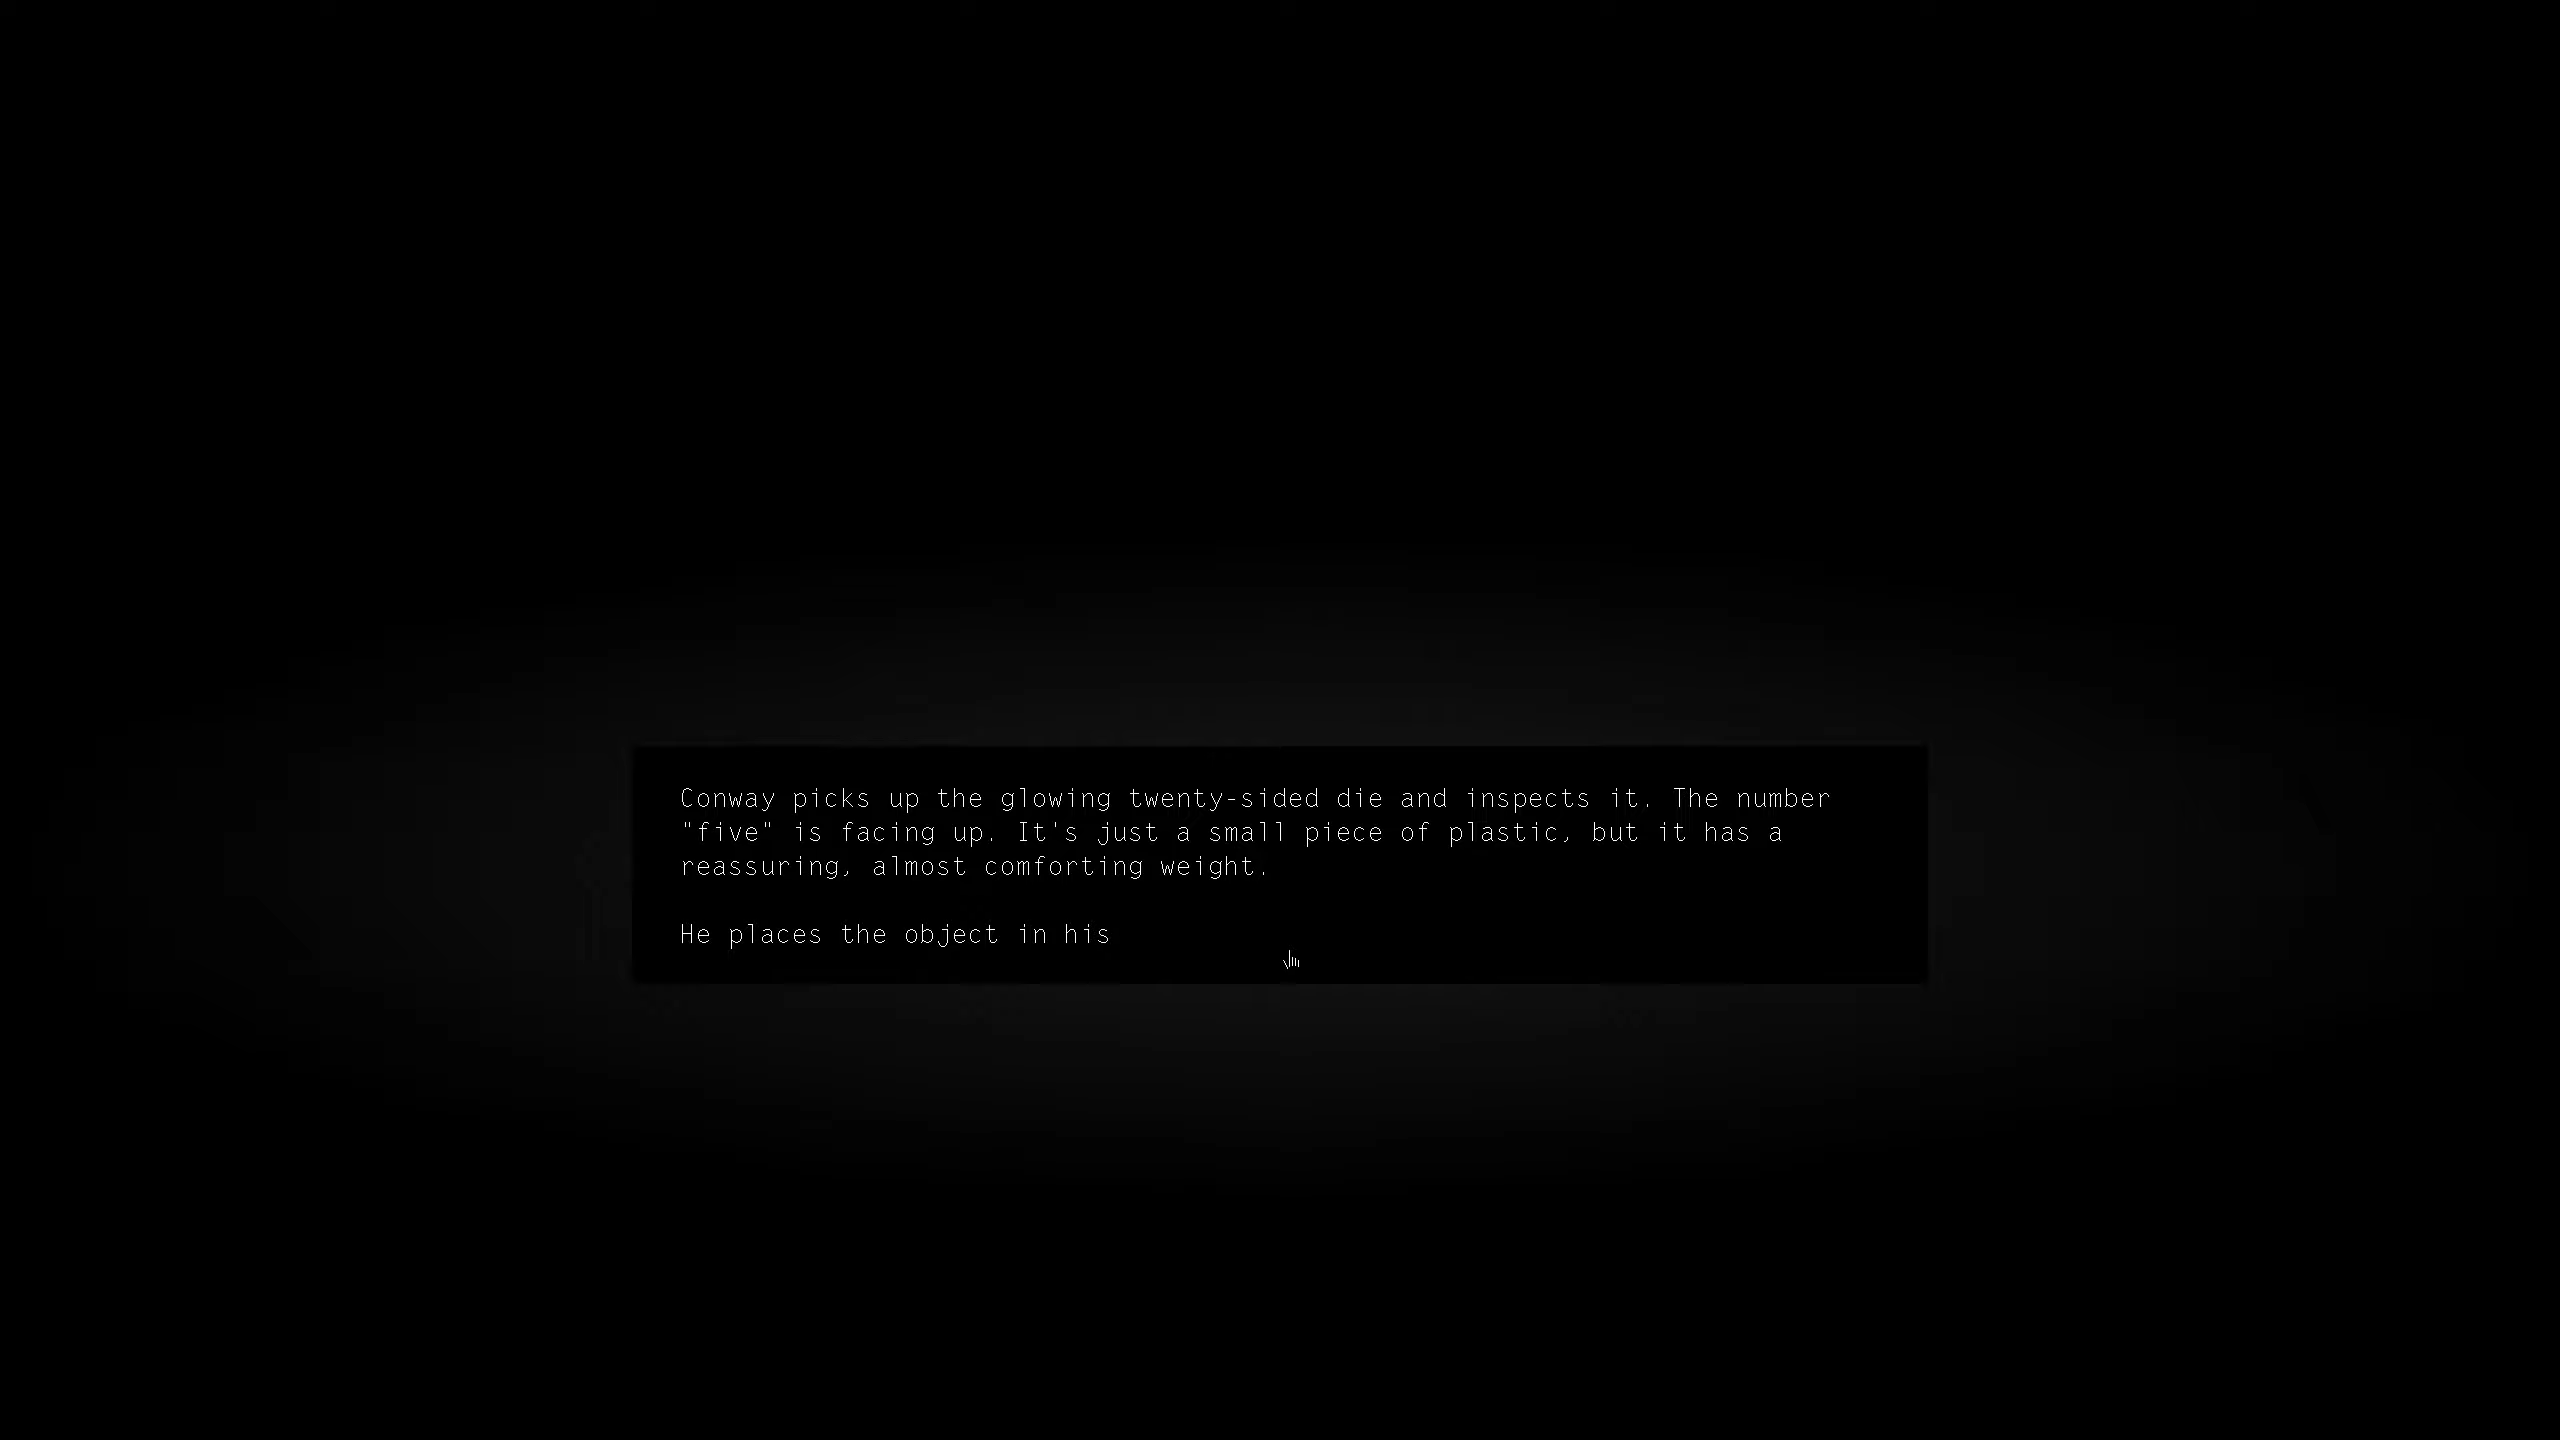 Conway picks up the glowing twenty-sided die and inspects it. The number
"five" is facing up. It's just a small piece of plastic, but it has a
reassuring, almost comforting weight.
He places the object in his